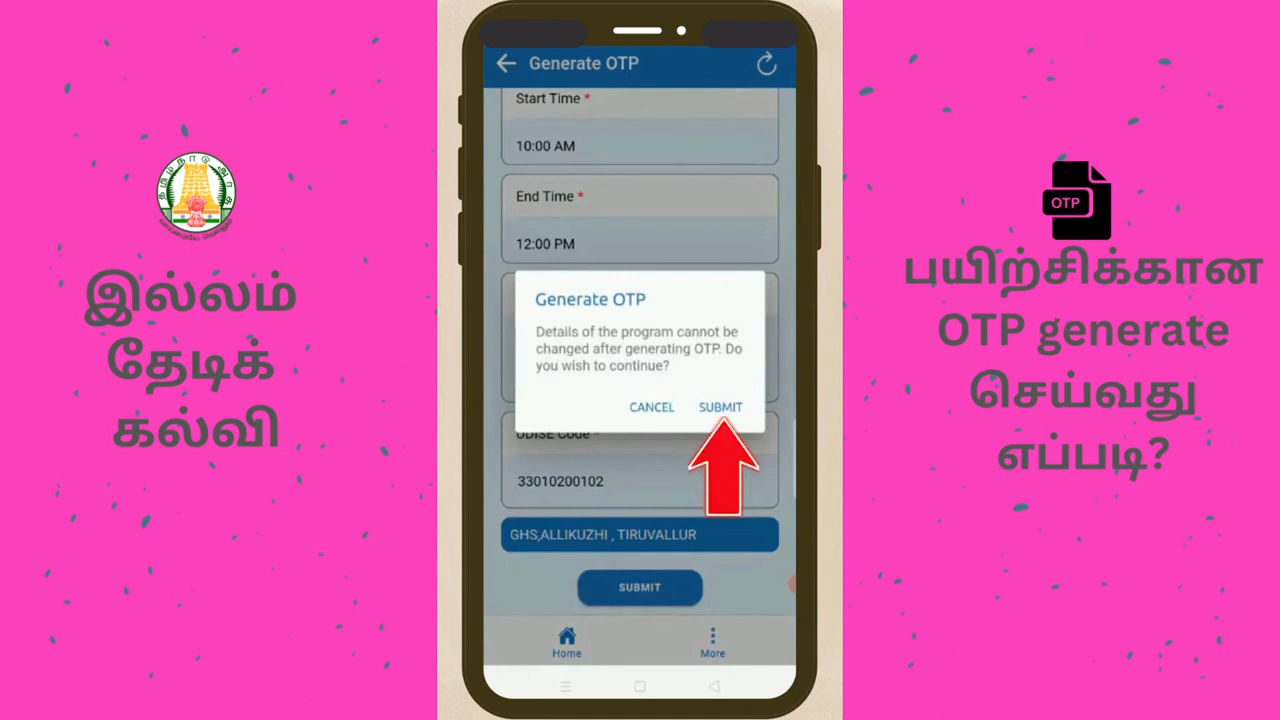 இல்லம்
தேடிக்
கல்வி
Generate OTP
Start Time *
10:00 AM
End Time *
12:00 PM
Generate OTP
Details of the program cannot be
changed after generating OTP. Do
you wish to continue?
CANCEL SUBMIT
UDISE Code *
33010200102
GHS,ALLIKUZHI , TIRUVALLUR
SUBMIT
Home More
OTP
பயிற்சிக்கான
OTP generate
செய்வது
எப்படி?